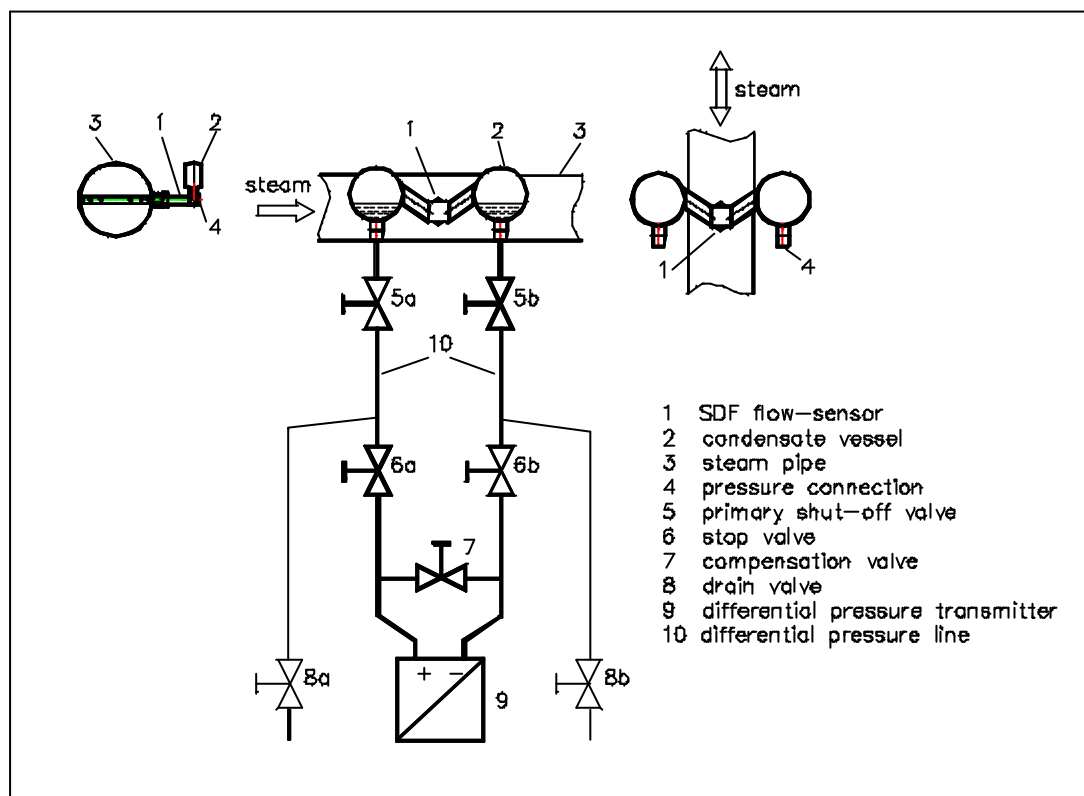 steam
3
1
2
4
steam
1
2
3
1
4
5a
5b
10
6a
6b
7
8a
+
−
9
8b
1 SDF flow-sensor
2 condensate vessel
3 steam pipe
4 pressure connection
5 primary shut-off valve
6 stop valve
7 compensation valve
8 drain valve
9 differential pressure transmitter
10 differential pressure line